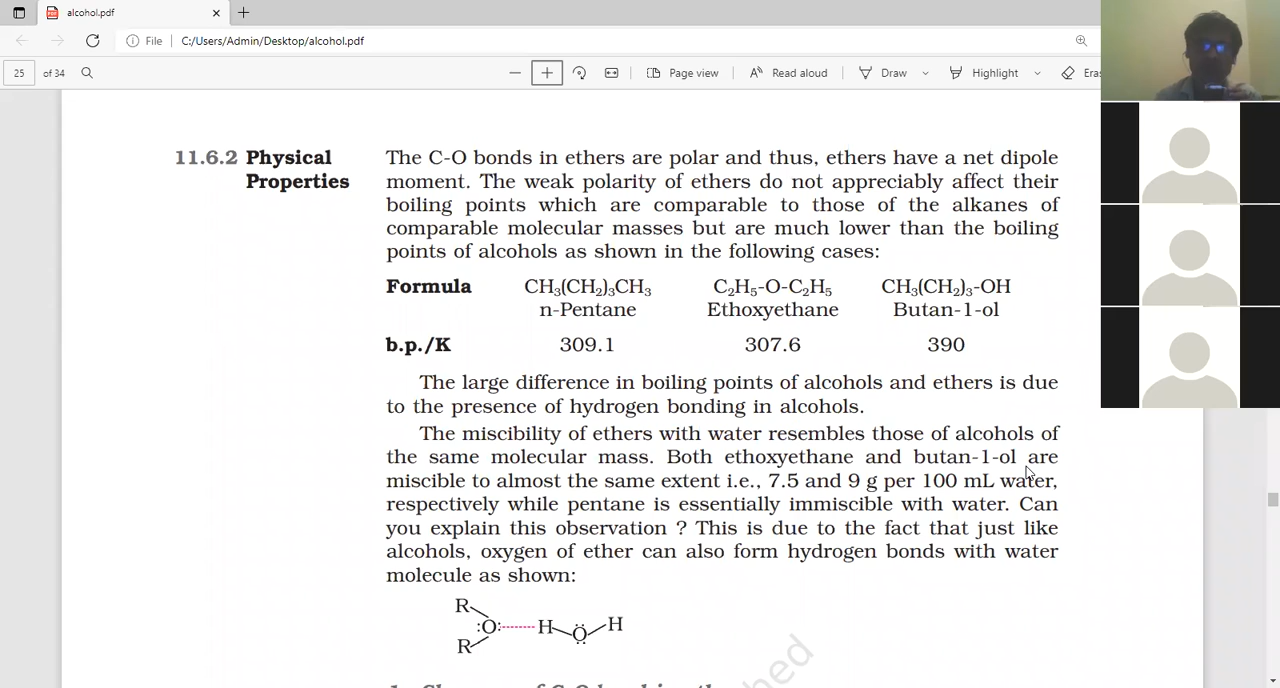 alcohol.pdf
File C:/Users/Admin/Desktop/alcohol.pdf
25 of 34 Page view A Read aloud Draw Highlight Eras
11.6.2 Physical Properties
The C-O bonds in ethers are polar and thus, ethers have a net dipole
moment. The weak polarity of ethers do not appreciably affect their
boiling points which are comparable to those of the alkanes of
comparable molecular masses but are much lower than the boiling
points of alcohols as shown in the following cases:
Formula CH₃(CH₂)₃CH₃ C₂H₅-O-C₂H₅ CH₃(CH₂)₃-OH
n-Pentane Ethoxyethane Butan-1-ol
b.p./K 309.1 307.6 390
The large difference in boiling points of alcohols and ethers is due
to the presence of hydrogen bonding in alcohols.
The miscibility of ethers with water resembles those of alcohols of
the same molecular mass. Both ethoxyethane and butan-1-ol are
miscible to almost the same extent i.e., 7.5 and 9 g per 100 mL water,
respectively while pentane is essentially immiscible with water. Can
you explain this observation ? This is due to the fact that just like
alcohols, oxygen of ether can also form hydrogen bonds with water
molecule as shown:
R
:O: H O H
R